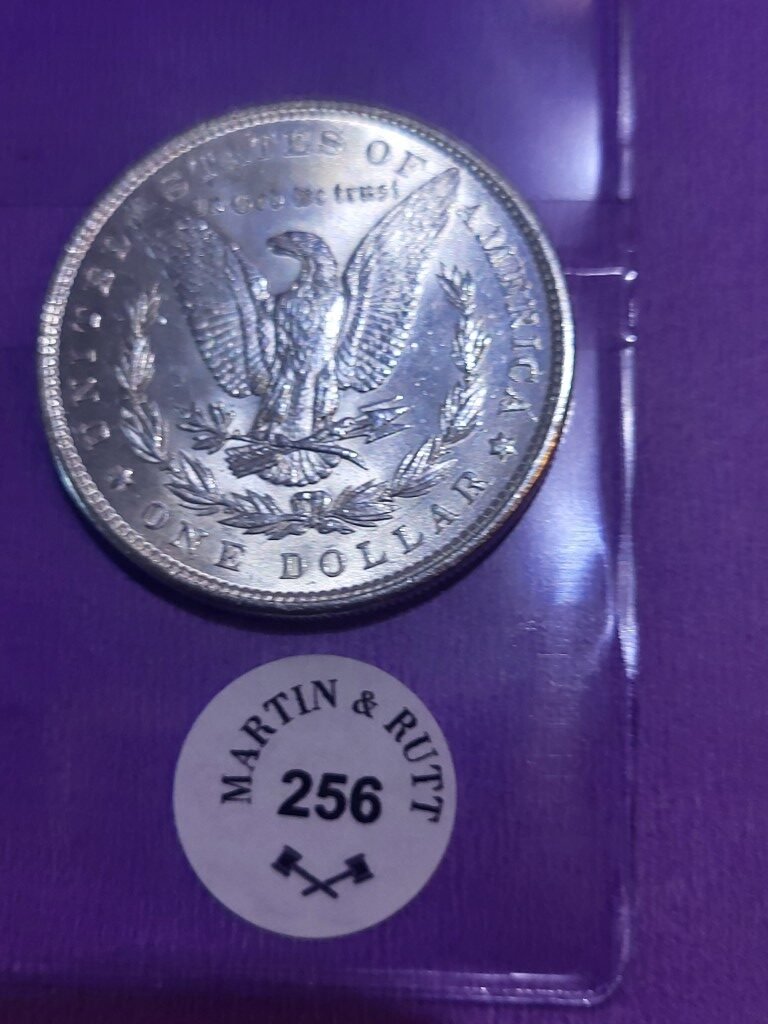 UNITED STATES OF AMERICA
In God We trust
ONE DOLLAR
MARTIN & RUTT
256